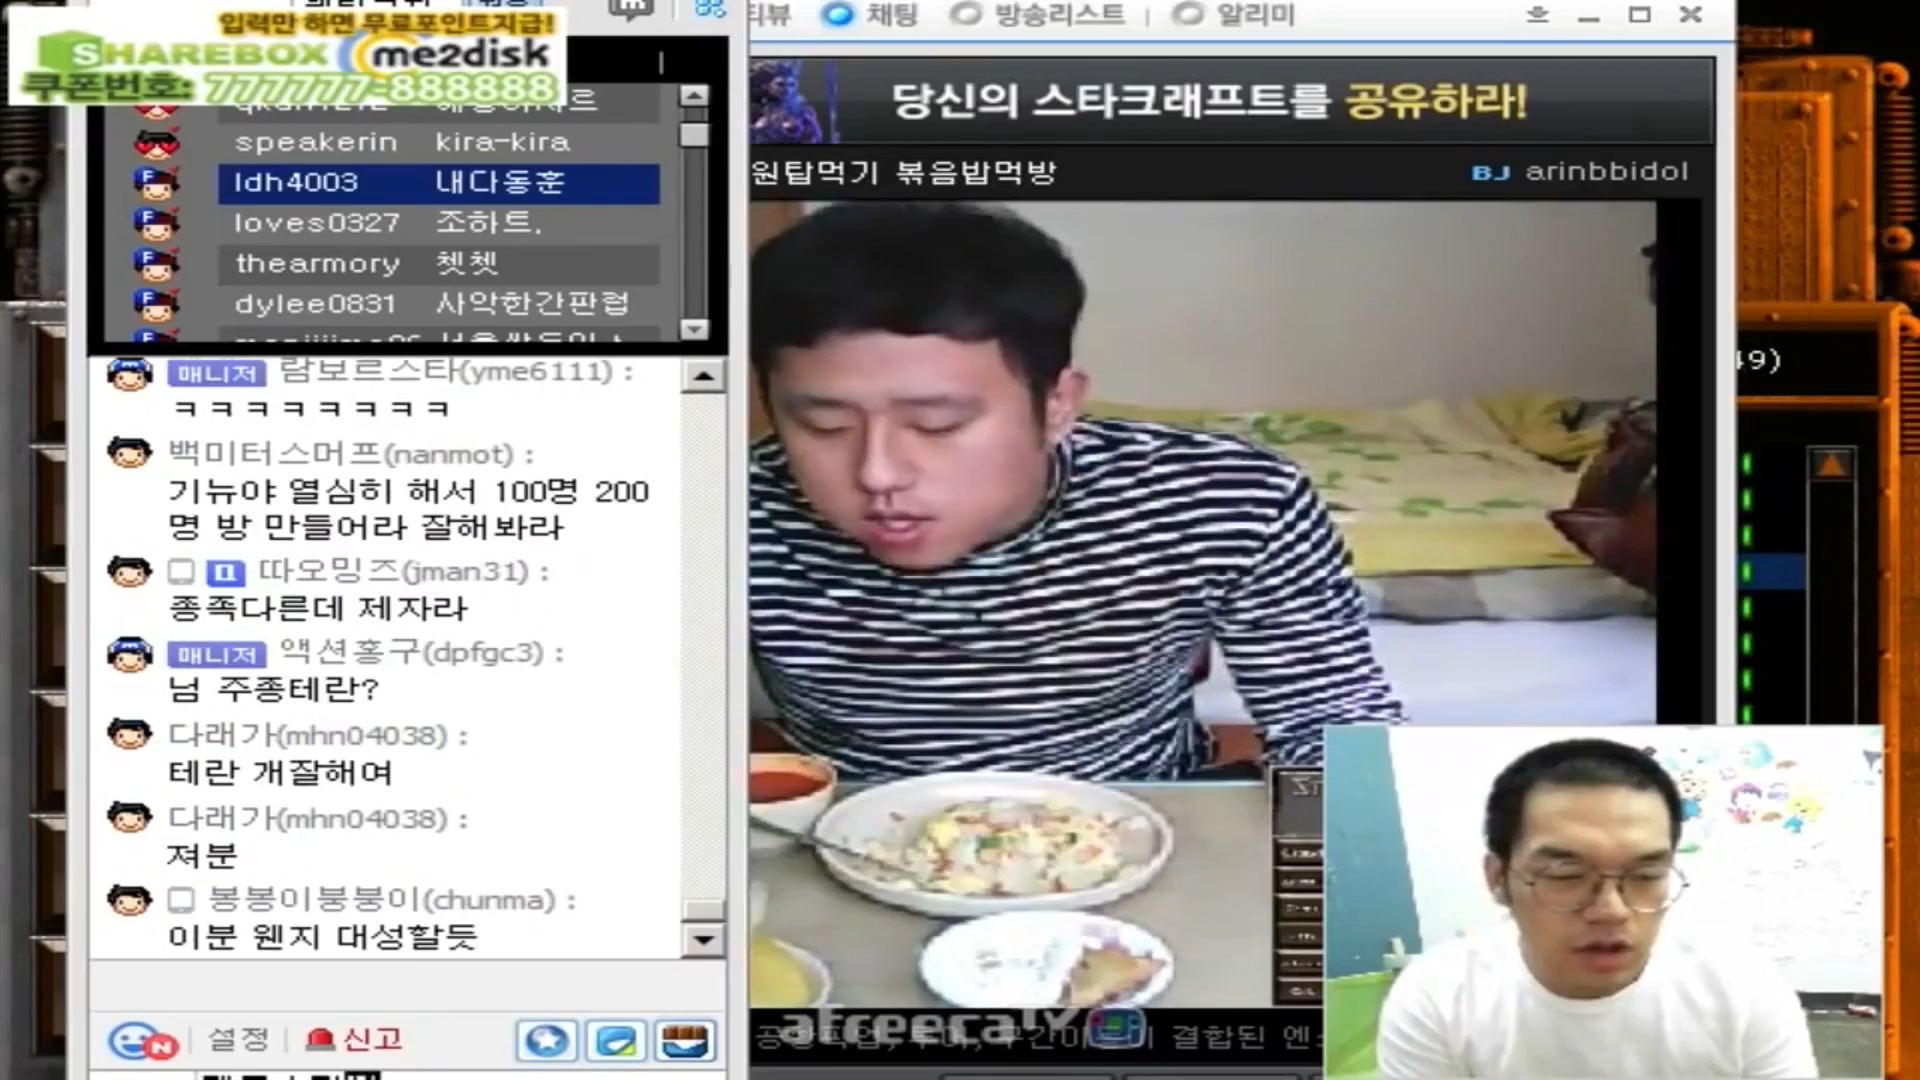 입력만 하면 무료포인트지급!
SHAREBOX me2disk
쿠폰번호: 777777-888888
speakerin kira-kira
ldh4003 내다동훈
loves0327 조하트.
thearmory 쳇쳇
dylee0831 사악한간판렵
매니저 람보르스타(yme6111) :
ㅋㅋㅋㅋㅋㅋㅋㅋ
백미터스머프(nanmot) :
기뉴야 열심히 해서 100명 200
명 방 만들어라 잘해봐라
따오밍즈(jman31) :
종족다른데 제자라
매니저 액션홍구(dpfgc3) :
넘 주종테란?
다래가(mhn04038) :
테란 개잘해여
다래가(mhn04038) :
져분
봉봉이붕붕이(chunma) :
이분 웬지 대성할듯
설정 | 신고
채팅 방송리스트 | 알리미
당신의 스타크래프트를 공유하라!
원탑먹기 볶음밥먹방
BJ arinbbidol
49)
afreecaTV
결합된